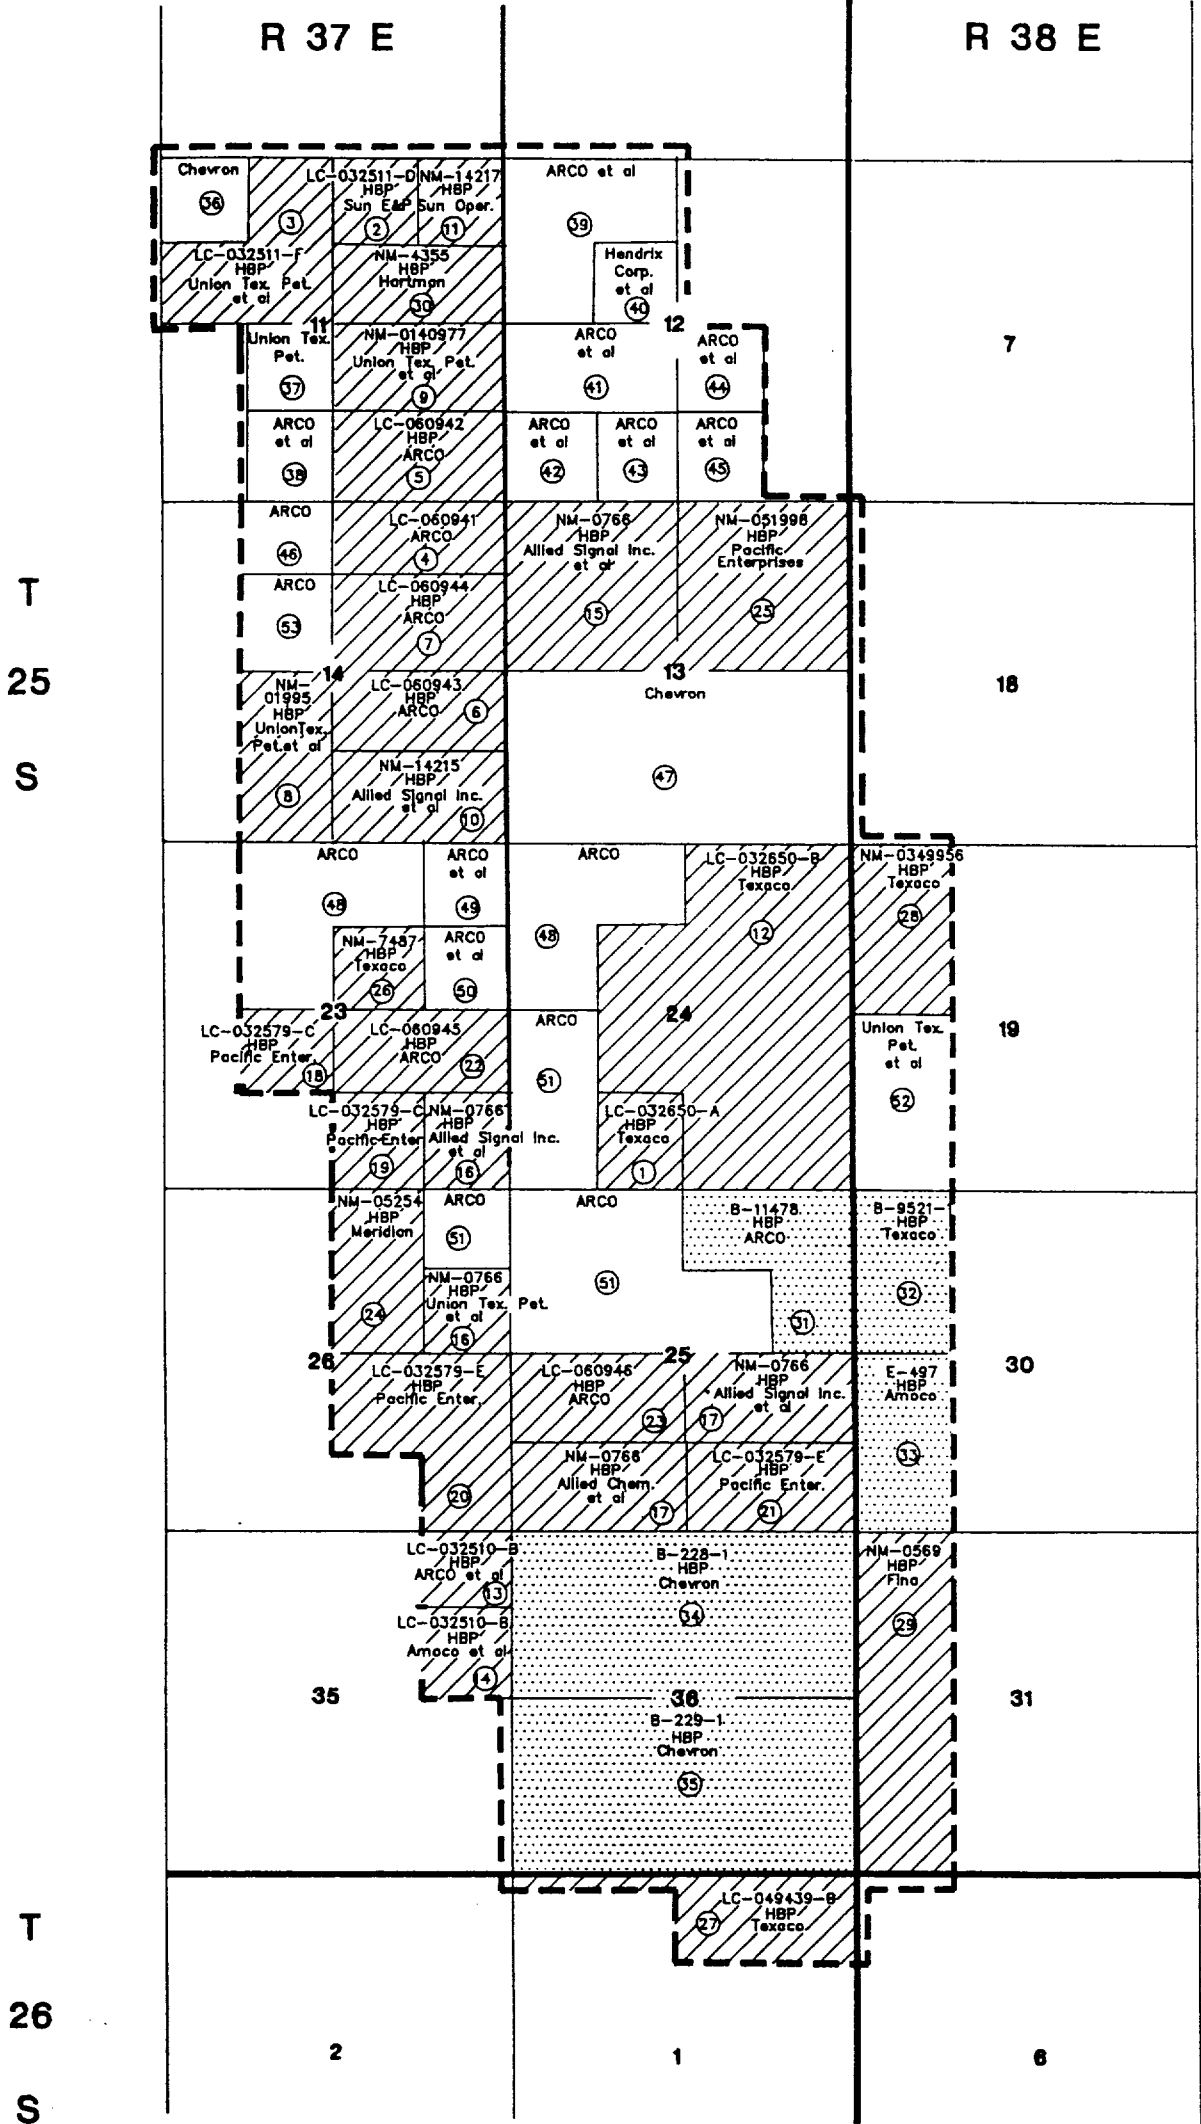 R 37 E
R 38 E
Chevron
36
3
LC-032511-F
HBP
Union Tex. Pet.
et al
LC-032511-D
HBP
Sun E&P
2
NM-14217
HBP
Sun Oper.
11
NM-4355
HBP
Hartman
30
ARCO et al
39
Hendrix
Corp.
et al
40
11
12
7
Union Tex.
Pet.
37
NM-0140977
HBP
Union Tex. Pet.
et al
9
ARCO
et al
41
ARCO
et al
44
ARCO
et al
38
LC-060942
HBP
ARCO
5
ARCO
et al
42
ARCO
et al
43
ARCO
et al
45
T
25
S
ARCO
46
LC-060941
ARCO
4
NM-0766
HBP
Allied Signal Inc.
et al
15
NM-051998
HBP
Pacific
Enterprises
25
ARCO
53
LC-060944
HBP
ARCO
7
14
13
18
NM-
01995
HBP
UnionTex.
Pet.et al
8
LC-060943
HBP
ARCO
6
Chevron
47
NM-14215
HBP
Allied Signal Inc.
et al
10
ARCO
48
ARCO
et al
49
ARCO
48
LC-032650-B
HBP
Texaco
12
NM-0349956
HBP
Texaco
28
NM-7487
HBP
Texaco
26
ARCO
et al
50
23
24
19
LC-032579-C
HBP
Pacific Enter.
18
LC-060945
HBP
ARCO
22
ARCO
51
Union Tex.
Pet.
et al
52
LC-032579-C
HBP
Pacific Enter
19
NM-0766
HBP
Allied Signal Inc.
et al
16
LC-032650-A
HBP
Texaco
1
NM-05254
HBP
Meridian
24
ARCO
51
ARCO
51
B-11478
HBP
ARCO
31
B-9521-
HBP
Texaco
32
NM-0766
HBP
Union Tex. Pet.
et al
16
26
25
30
LC-032579-E
HBP
Pacific Enter.
20
LC-060946
HBP
ARCO
23
NM-0766
HBP
Allied Signal Inc.
et al
17
E-497
HBP
Amoco
33
NM-0766
HBP
Allied Chem.
et al
17
LC-032579-E
HBP
Pacific Enter.
21
LC-032510-B
HBP
ARCO et al
13
B-228-1
HBP
Chevron
34
NM-0569
HBP
Fina
29
LC-032510-B
HBP
Amoco et al
14
35
36
31
B-229-1
HBP
Chevron
35
T
26
S
LC-049439-B
HBP
Texaco
27
2
1
6